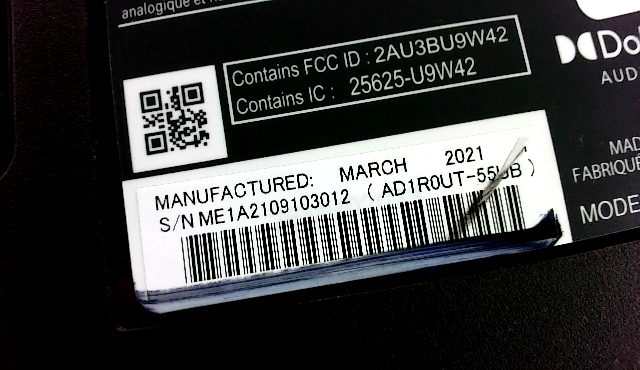 analogique et
Contains FCC ID : 2AU3BU9W42
Contains IC : 25625-U9W42
AUD
MAD
FABRIQUÉ
MODE
MANUFACTURED: MARCH 2021
S/N ME1A2109103012 ( AD1R0UT-55 B )